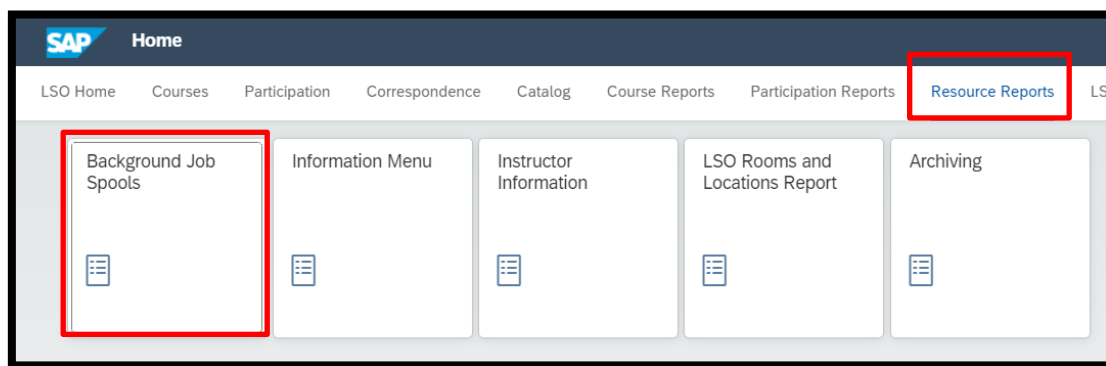 SAP Home
LSO Home Courses Participation Correspondence Catalog Course Reports Participation Reports Resource Reports LS
Background Job Information Menu Instructor LSO Rooms and Archiving
Spools Information Locations Report